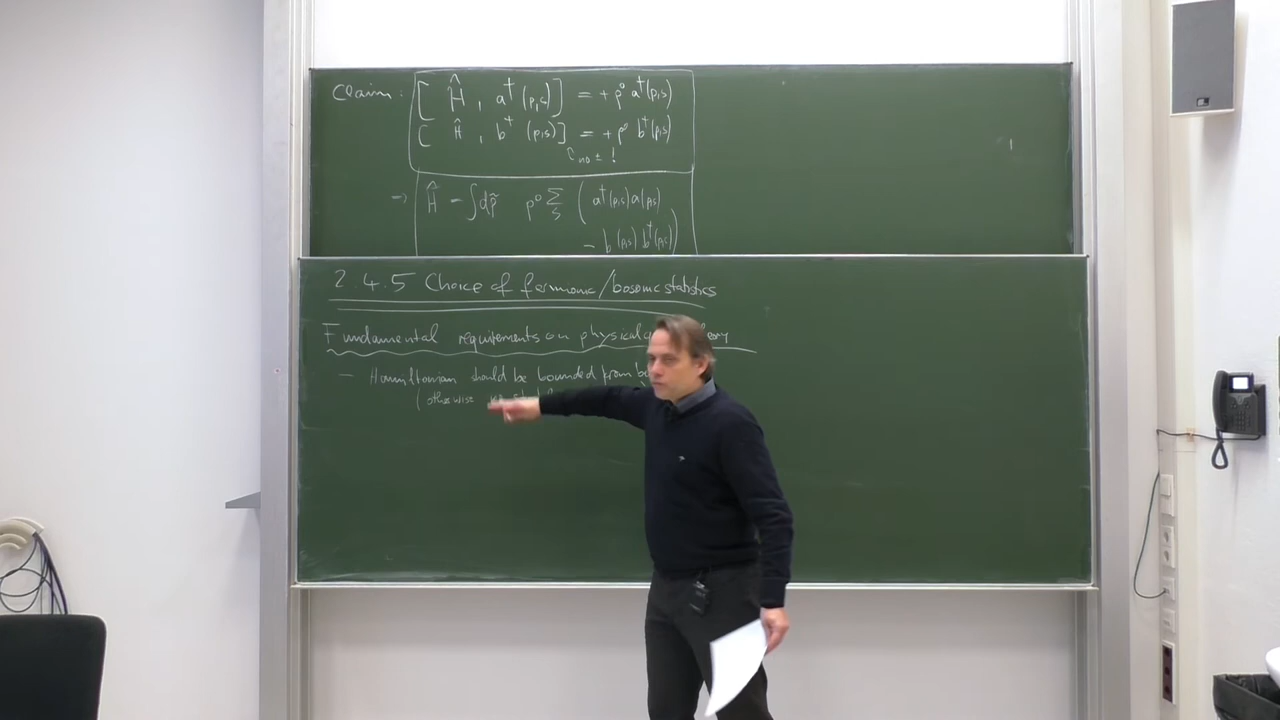 Claim: [ Ĥ , a†(p,s) ] = + p⁰ a†(p,s)
[ Ĥ , b† (p,s) ] = + p⁰ b†(p,s)
no ± !
→ Ĥ = ∫dp̃ p⁰ Σ_s ( a†(p,s) a(p,s)
− b(p,s) b†(p,s) )
2.4.5 Choice of fermionic/bosonic statistics
Fundamental requirements on physical
— Hamiltonian should be bounded from
(otherwise no